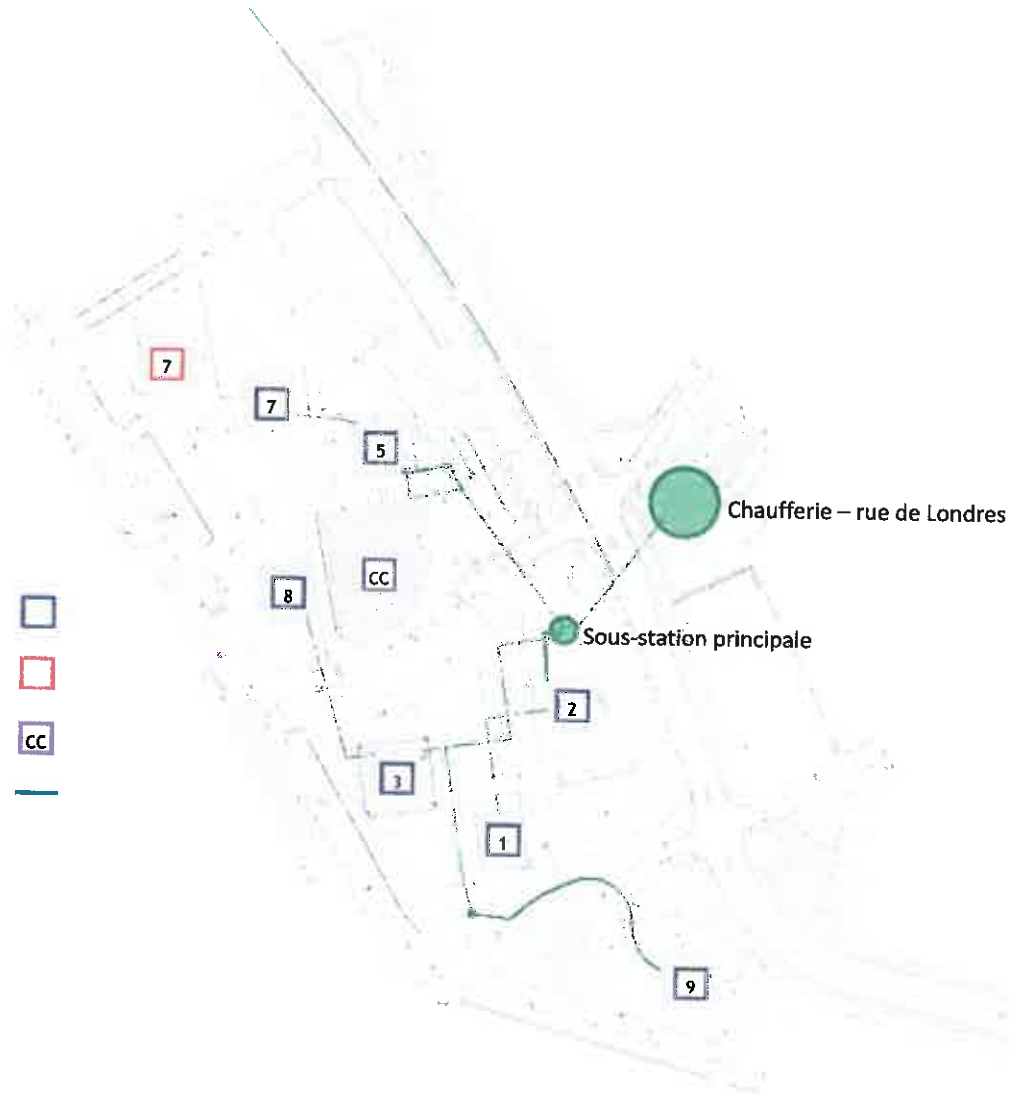 7
7
5
Chaufferie – rue de Londres
CC
8
Sous-station principale
2
CC
3
1
9